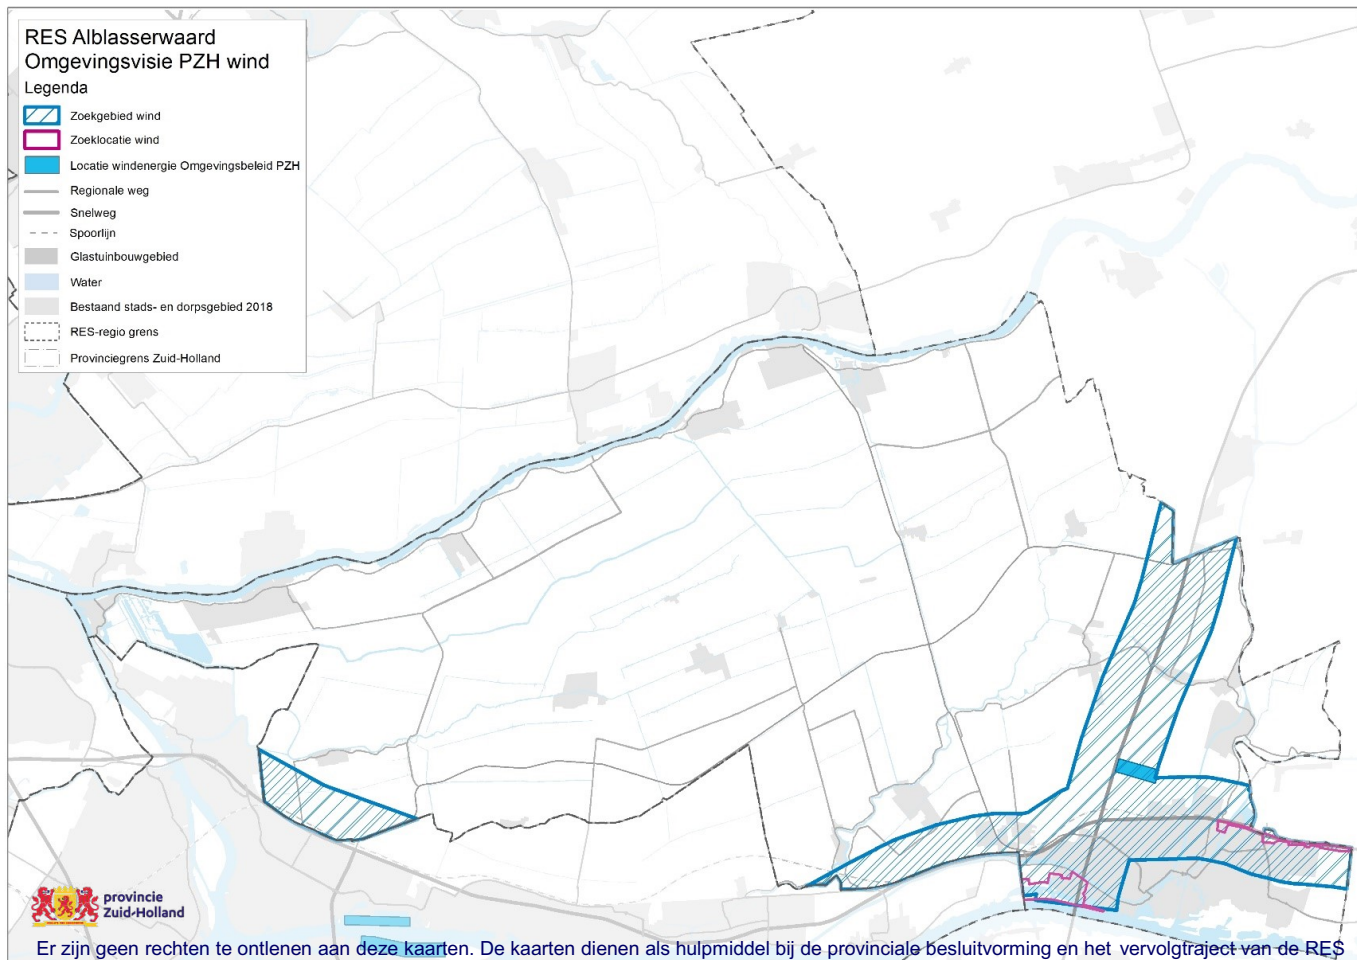 RES Alblasserwaard
Omgevingsvisie PZH wind
Legenda
Zoekgebied wind
Zoeklocatie wind
Locatie windenergie Omgevingsbeleid PZH
Regionale weg
Snelweg
Spoorlijn
Glastuinbouwgebied
Water
Bestaand stads- en dorpsgebied 2018
RES-regio grens
Provinciegrens Zuid-Holland
provincie
Zuid-Holland
Er zijn geen rechten te ontlenen aan deze kaarten. De kaarten dienen als hulpmiddel bij de provinciale besluitvorming en het vervolgtraject van de RES